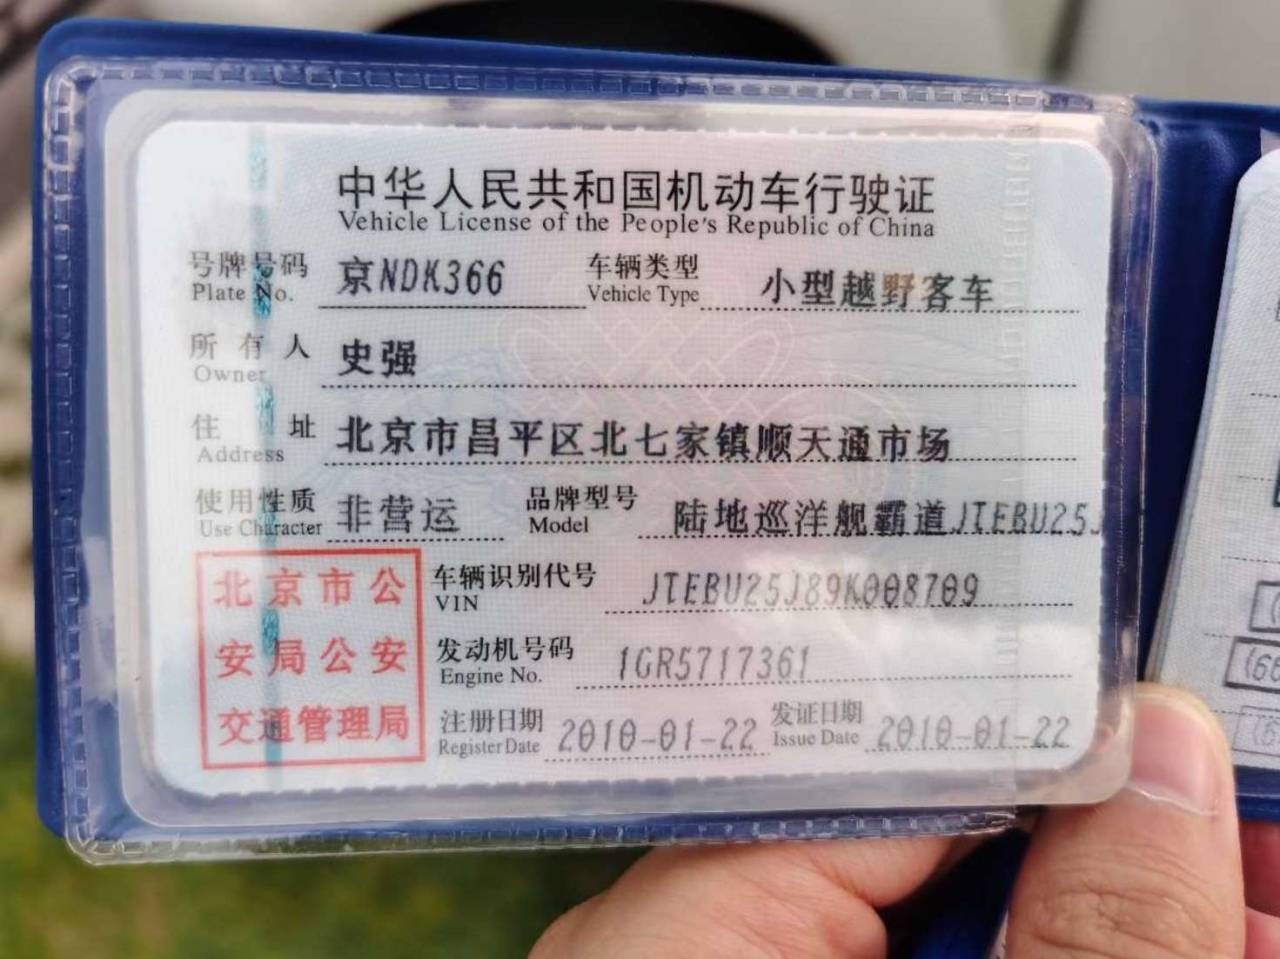 中华人民共和国机动车行驶证
Vehicle License of the People's Republic of China
号牌号码 京NDK366 车辆类型 小型越野客车
Plate No. Vehicle Type
所有人 史强
Owner
住址 北京市昌平区北七家镇顺天通市场
Address
使用性质 非营运 品牌型号 陆地巡洋舰霸道JTEBU25J
Use Character Model
北京市公 车辆识别代号 JTEBU25J89K008709
VIN
安局公安 发动机号码 1GR5717361
Engine No.
交通管理局 注册日期 2010-01-22 发证日期 2010-01-22
Register Date Issue Date